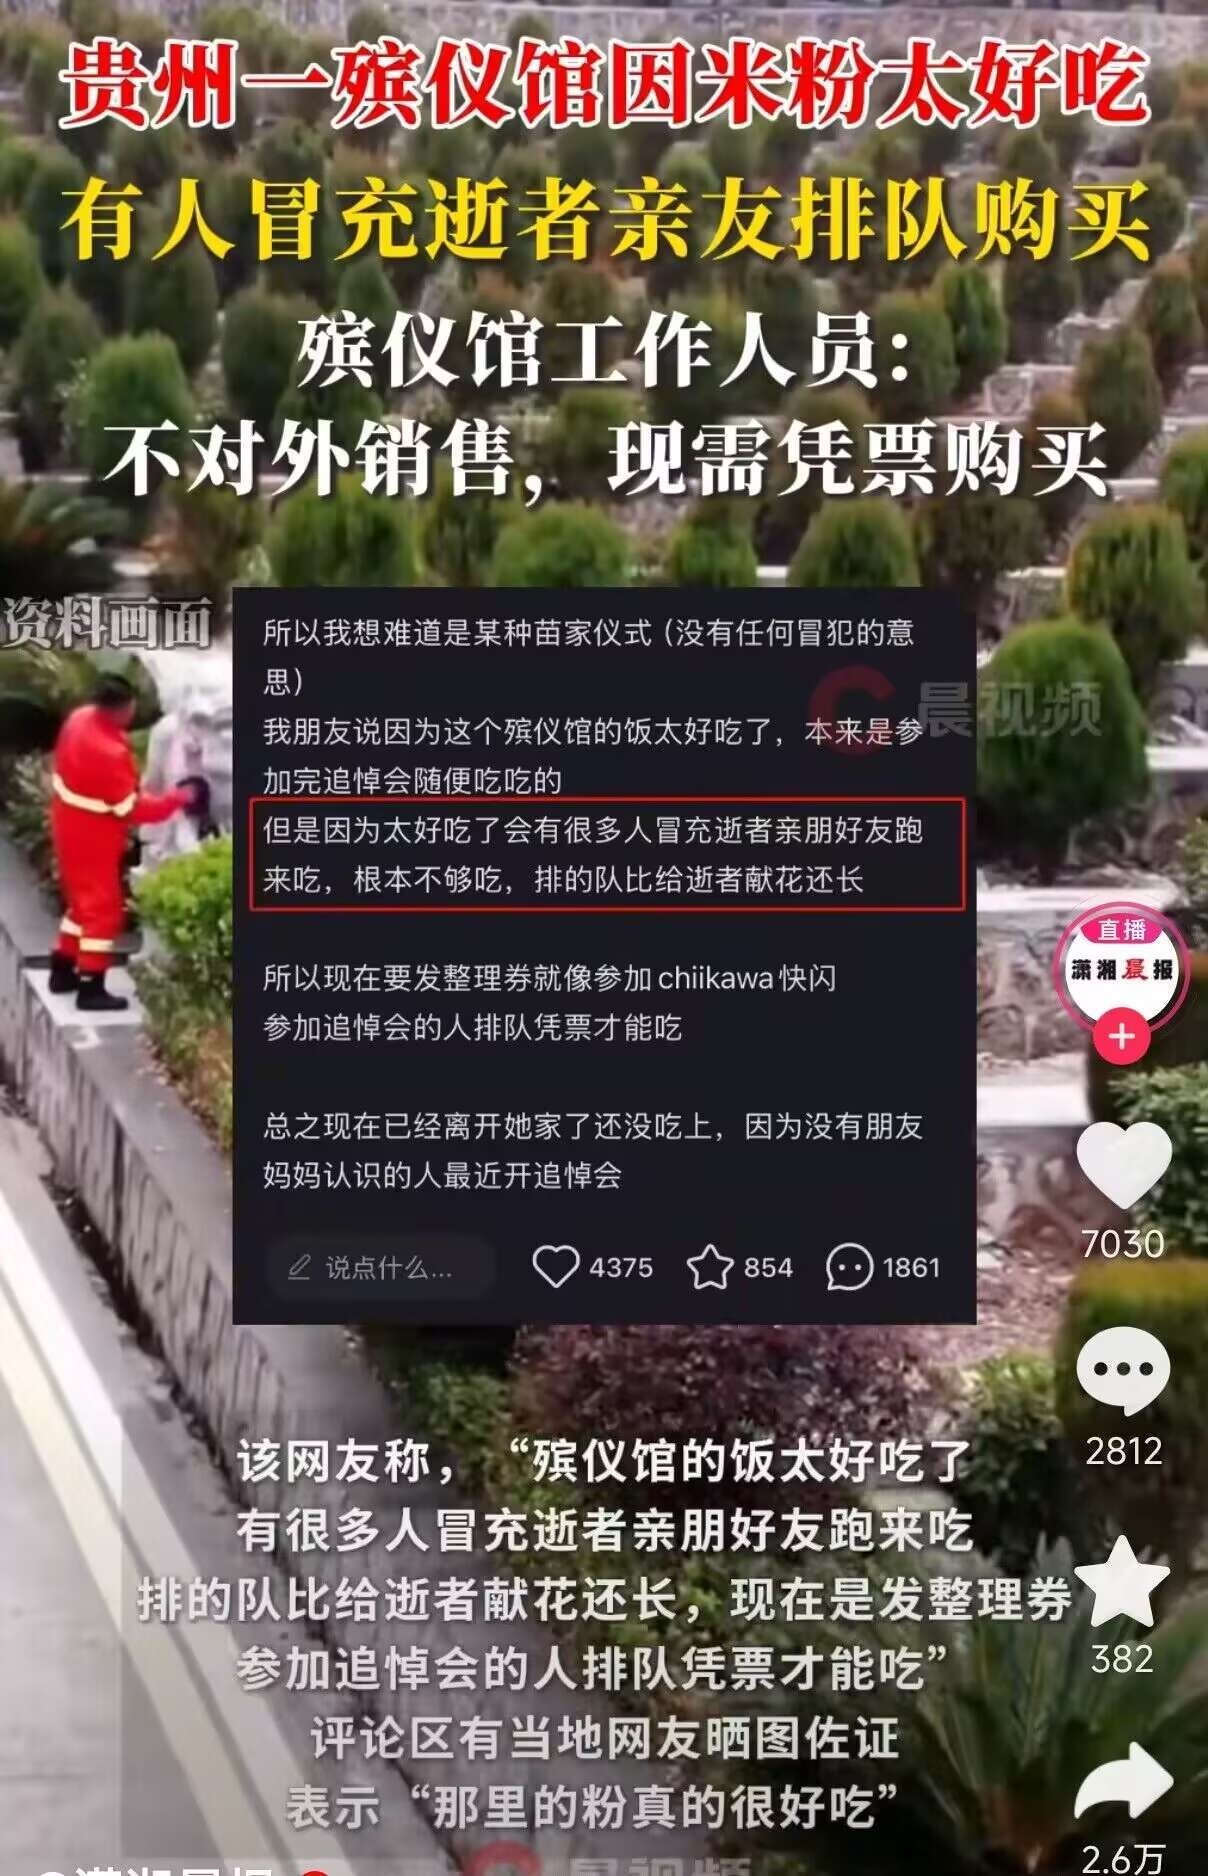 贵州一殡仪馆因米粉太好吃
有人冒充逝者亲友排队购买
殡仪馆工作人员：
不对外销售，现需凭票购买
资料画面
所以我想难道是某种苗家仪式（没有任何冒犯的意
思）
晨视频
我朋友说因为这个殡仪馆的饭太好吃了，本来是参
加完追悼会随便吃吃的
但是因为太好吃了会有很多人冒充逝者亲朋好友跑
来吃，根本不够吃，排的队比给逝者献花还长
直播
潇湘晨报
所以现在要发整理券就像参加chiikawa快闪
参加追悼会的人排队凭票才能吃
总之现在已经离开她家了还没吃上，因为没有朋友
妈妈认识的人最近开追悼会
7030
说点什么...
4375
854
1861
该网友称，“殡仪馆的饭太好吃了
2812
有很多人冒充逝者亲朋好友跑来吃
排的队比给逝者献花还长，现在是发整理券
参加追悼会的人排队凭票才能吃”
382
评论区有当地网友晒图佐证
表示“那里的粉真的很好吃”
2.6万